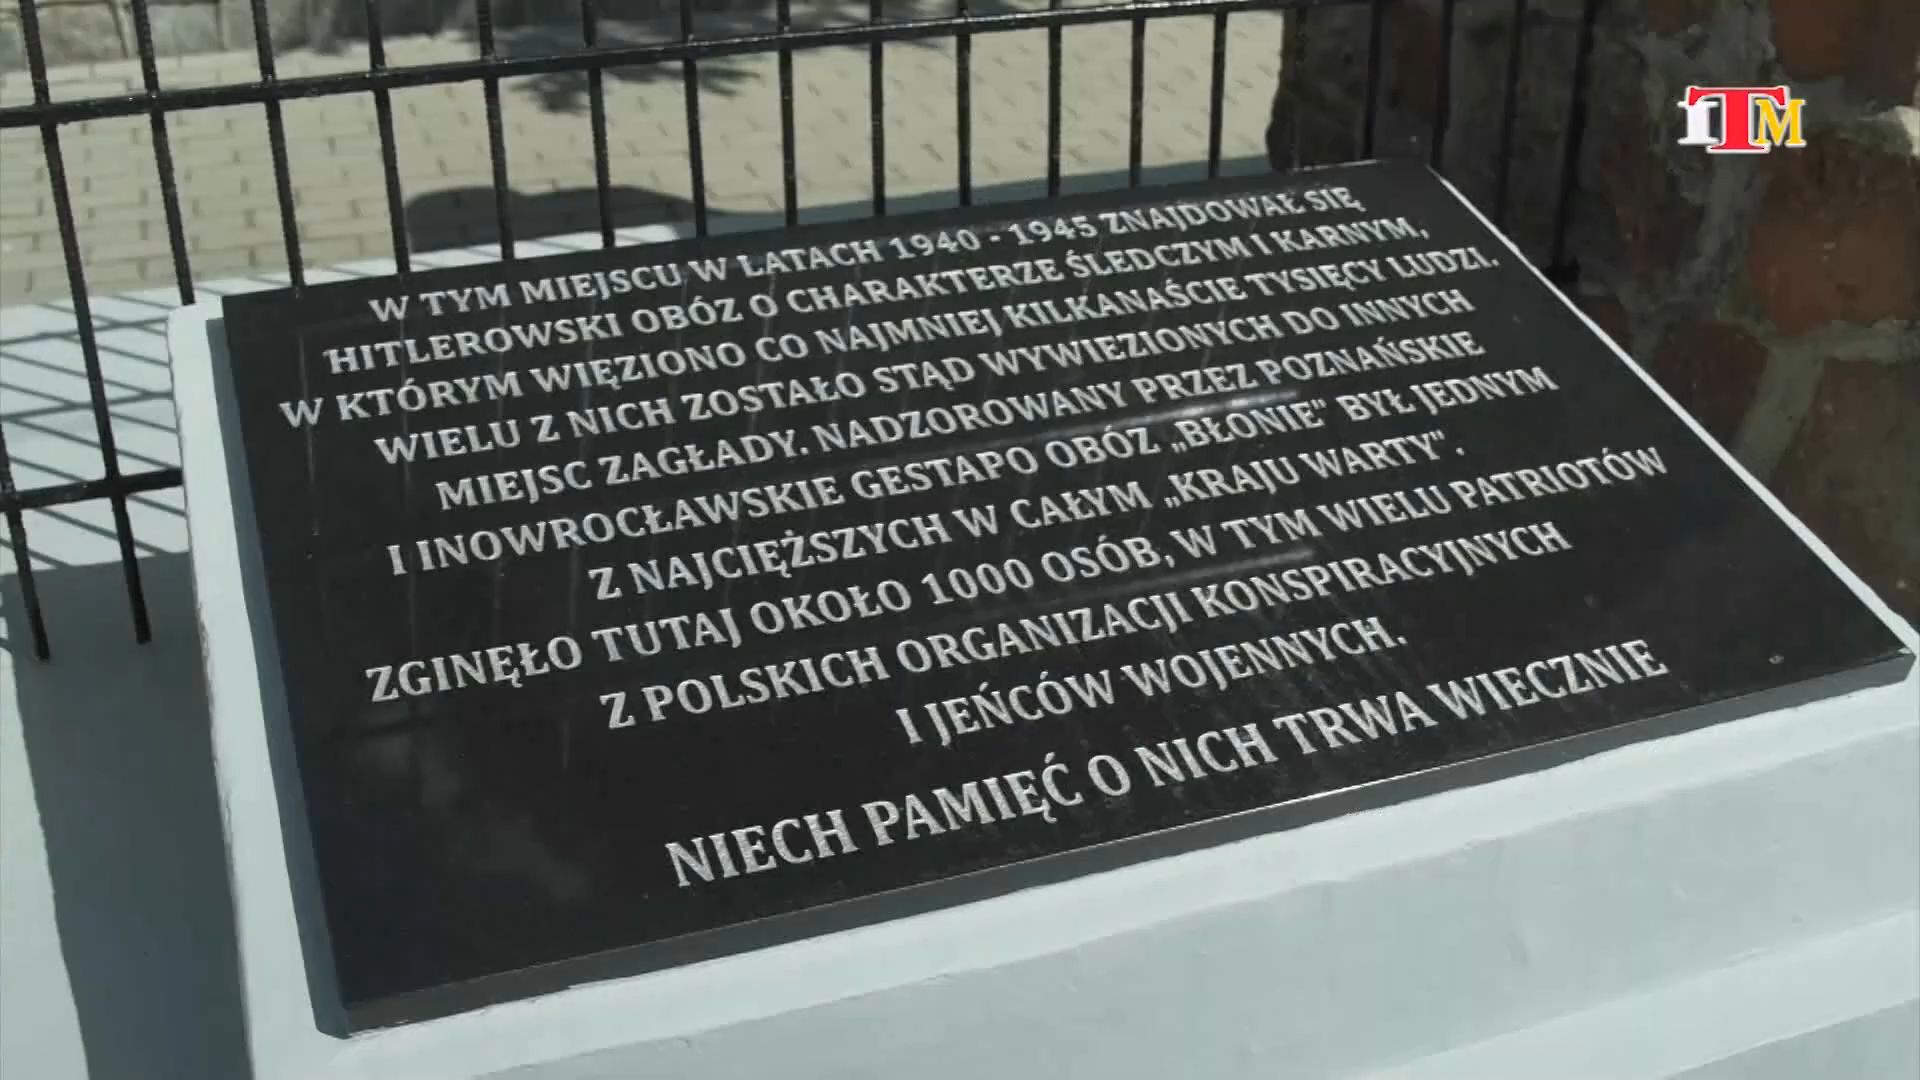 W TYM MIEJSCU W LATACH 1940 - 1945 ZNAJDOWAŁ SIĘ
HITLEROWSKI OBÓZ O CHARAKTERZE ŚLEDCZYM I KARNYM,
W KTÓRYM WIĘZIONO CO NAJMNIEJ KILKANAŚCIE TYSIĘCY LUDZI.
WIELU Z NICH ZOSTAŁO STĄD WYWIEZIONYCH DO INNYCH
MIEJSC ZAGŁADY. NADZOROWANY PRZEZ POZNAŃSKIE
I INOWROCŁAWSKIE GESTAPO OBÓZ „BŁONIE" BYŁ JEDNYM
Z NAJCIĘŻSZYCH W CAŁYM „KRAJU WARTY".
ZGINĘŁO TUTAJ OKOŁO 1000 OSÓB, W TYM WIELU PATRIOTÓW
Z POLSKICH ORGANIZACJI KONSPIRACYJNYCH
I JEŃCÓW WOJENNYCH.
NIECH PAMIĘĆ O NICH TRWA WIECZNIE
ITM